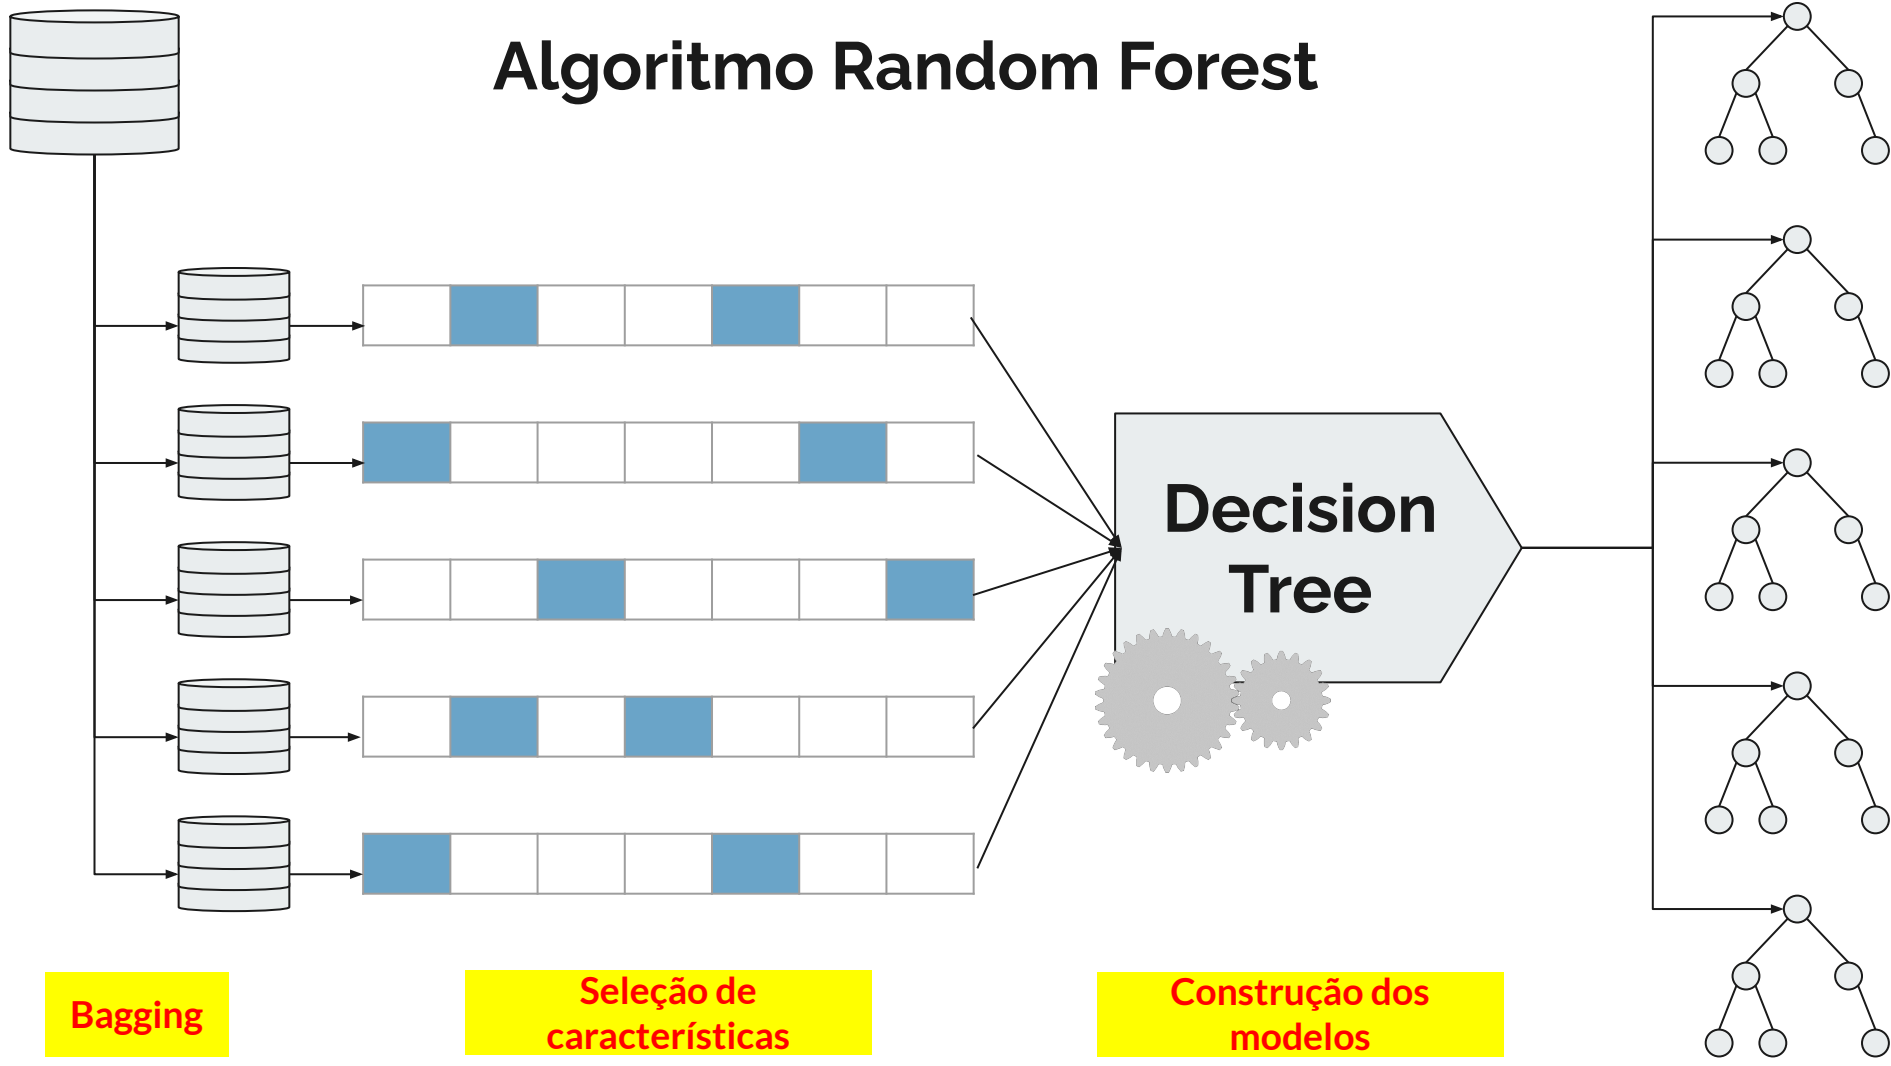 Algoritmo Random Forest
Decision
Tree
Bagging
Seleção de
características
Construção dos
modelos